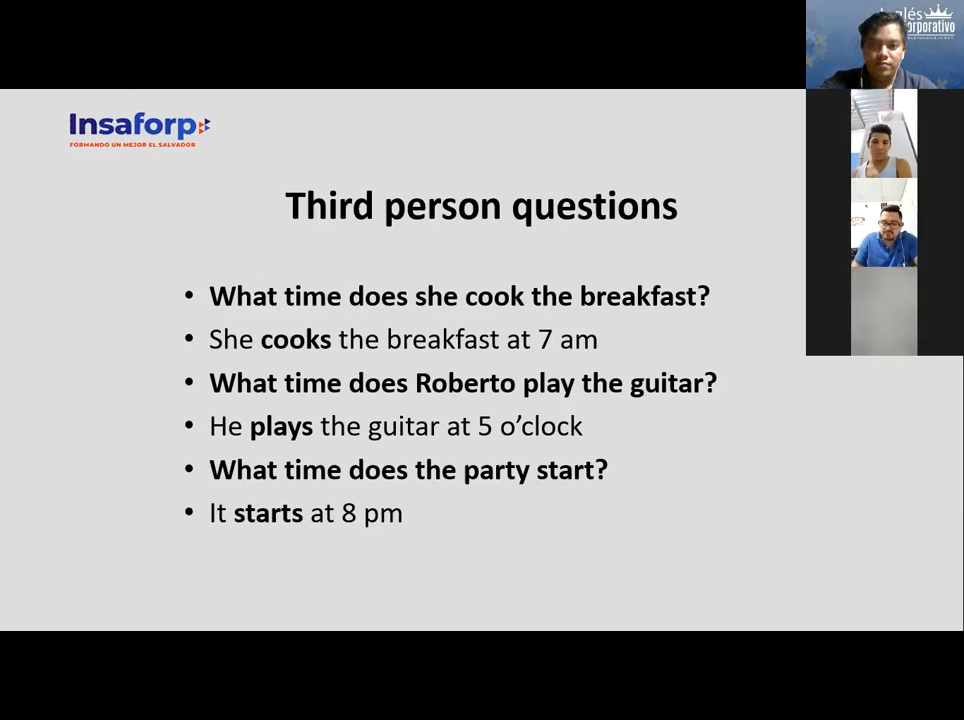 Inglés
Corporativo
Insaforp
FORMANDO UN MEJOR EL SALVADOR
Third person questions
• What time does she cook the breakfast?
• She cooks the breakfast at 7 am
• What time does Roberto play the guitar?
• He plays the guitar at 5 o’clock
• What time does the party start?
• It starts at 8 pm